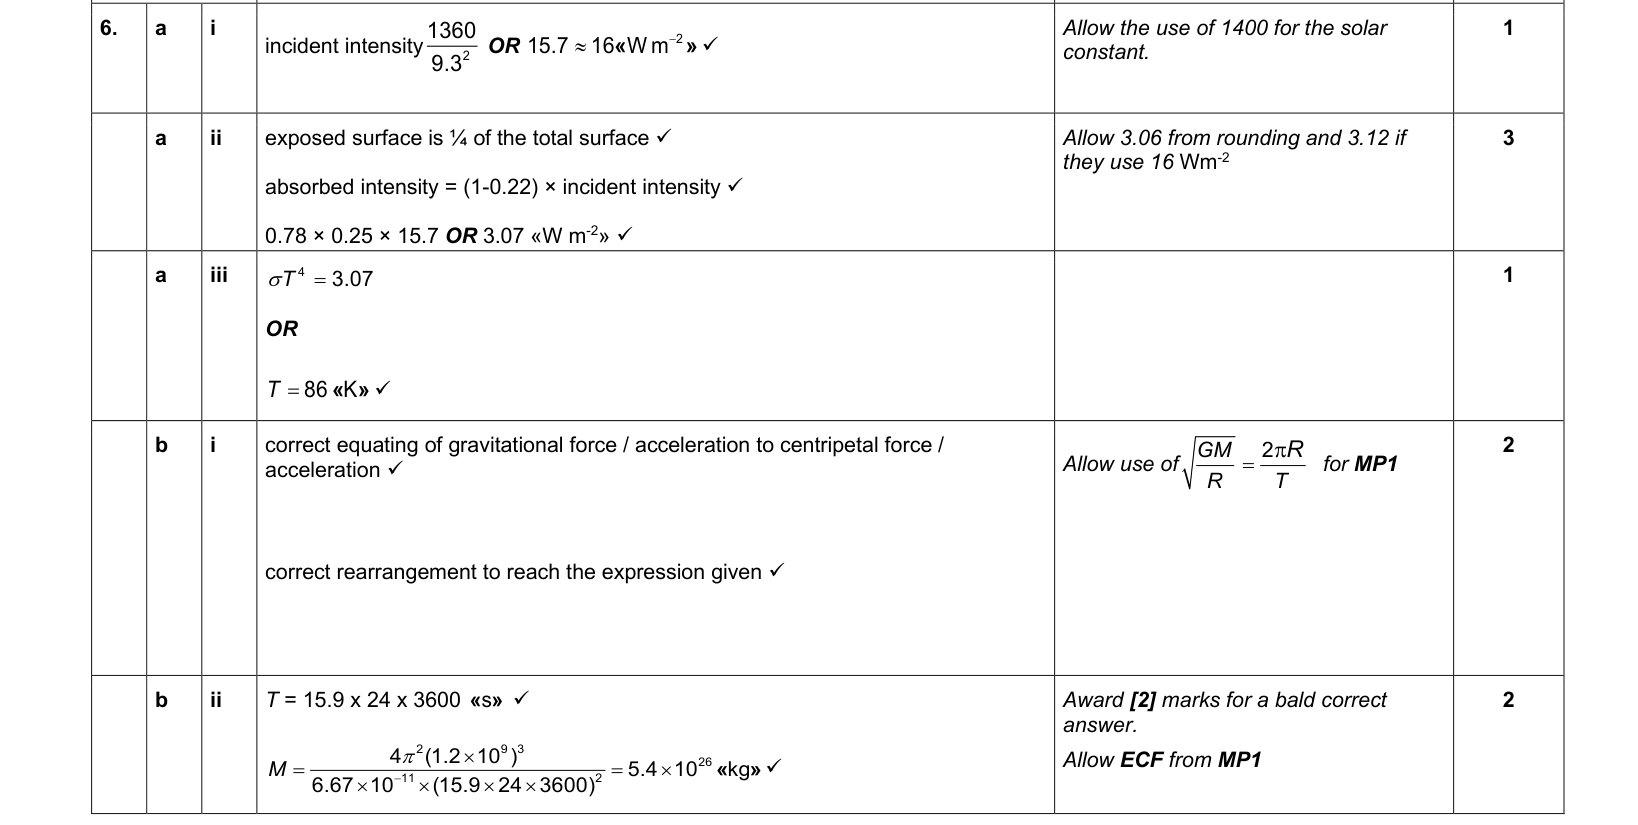 6. a i incident intensity 1360/9.3² OR 15.7 ≈ 16«W m⁻²» ✓ Allow the use of 1400 for the solar 1
constant.
a ii exposed surface is ¼ of the total surface ✓ Allow 3.06 from rounding and 3.12 if 3
they use 16 Wm⁻²
absorbed intensity = (1-0.22) × incident intensity ✓
0.78 × 0.25 × 15.7 OR 3.07 «W m⁻²» ✓
a iii σT⁴ = 3.07 1
OR
T = 86 «K» ✓
b i correct equating of gravitational force / acceleration to centripetal force / 2
acceleration ✓
Allow use of √(GM/R) = 2πR/T for MP1
correct rearrangement to reach the expression given ✓
b ii T = 15.9 x 24 x 3600 «s» ✓ Award [2] marks for a bald correct 2
answer.
M = 4π²(1.2×10⁹)³/6.67×10⁻¹¹×(15.9×24×3600)² = 5.4×10²⁶ «kg» ✓ Allow ECF from MP1